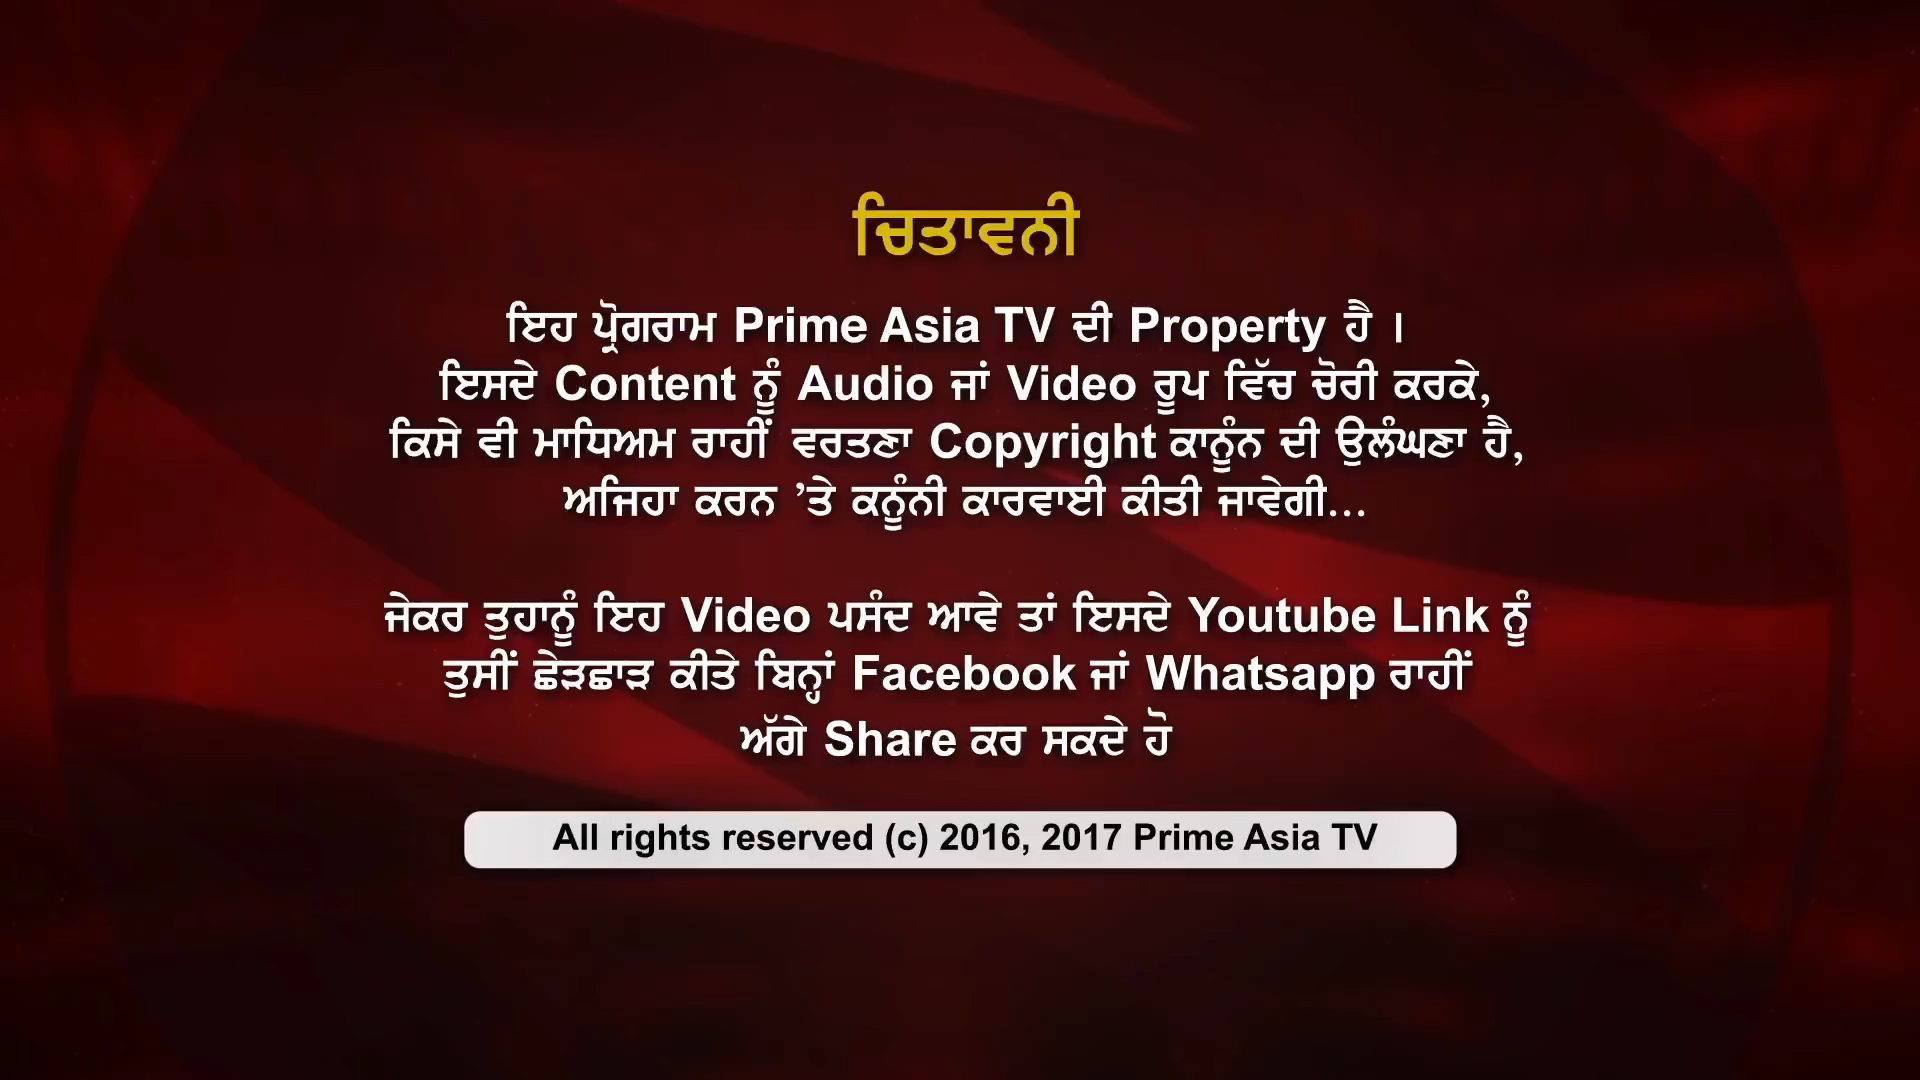 ਚਿਤਾਵਨੀ
ਇਹ ਪ੍ਰੋਗਰਾਮ Prime Asia TV ਦੀ Property ਹੈ ।
ਇਸਦੇ Content ਨੂੰ Audio ਜਾਂ Video ਰੂਪ ਵਿੱਚ ਚੋਰੀ ਕਰਕੇ,
ਕਿਸੇ ਵੀ ਮਾਧਿਅਮ ਰਾਹੀਂ ਵਰਤਣਾ Copyright ਕਾਨੂੰਨ ਦੀ ਉਲੰਘਣਾ ਹੈ,
ਅਜਿਹਾ ਕਰਨ ’ਤੇ ਕਨੂੰਨੀ ਕਾਰਵਾਈ ਕੀਤੀ ਜਾਵੇਗੀ...
ਜੇਕਰ ਤੁਹਾਨੂੰ ਇਹ Video ਪਸੰਦ ਆਵੇ ਤਾਂ ਇਸਦੇ Youtube Link ਨੂੰ
ਤੁਸੀਂ ਛੇੜਛਾੜ ਕੀਤੇ ਬਿਨ੍ਹਾਂ Facebook ਜਾਂ Whatsapp ਰਾਹੀਂ
ਅੱਗੇ Share ਕਰ ਸਕਦੇ ਹੋ
All rights reserved (c) 2016, 2017 Prime Asia TV